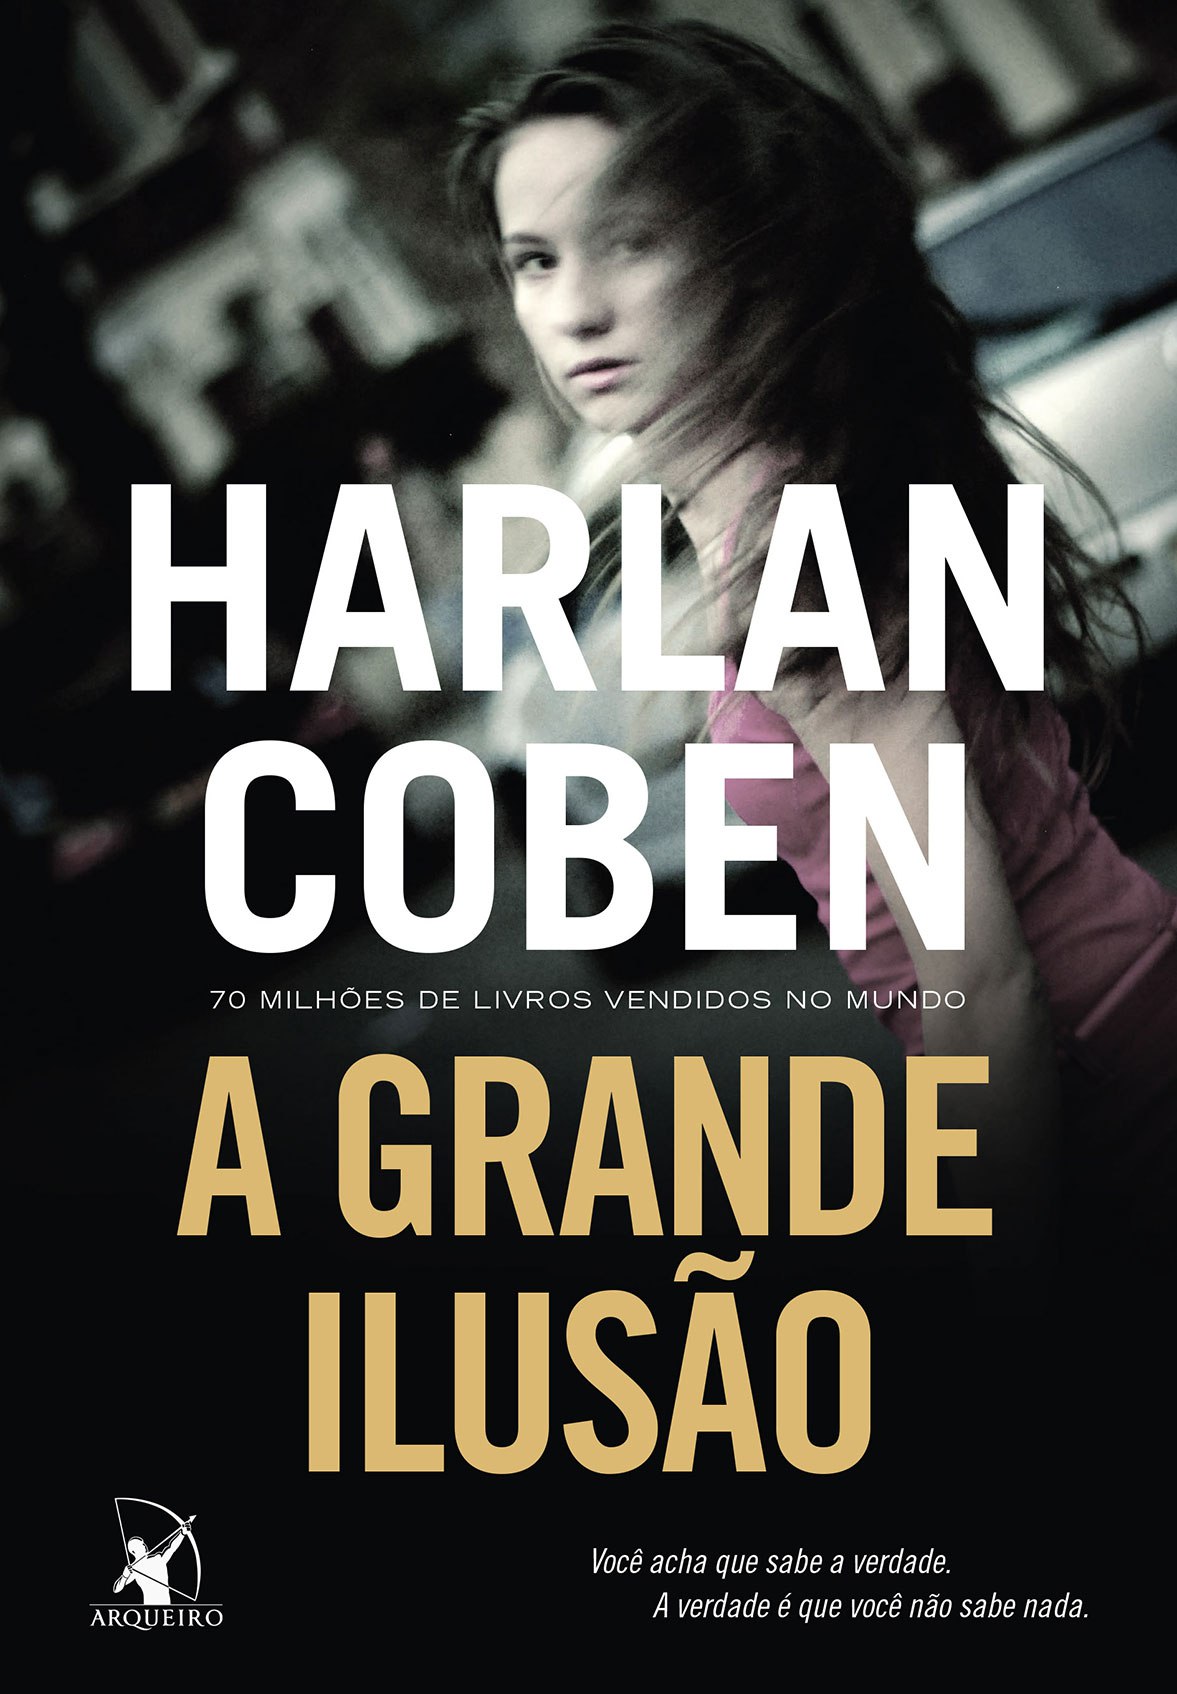 HARLAN
COBEN
70 MILHÕES DE LIVROS VENDIDOS NO MUNDO
A GRANDE
ILUSÃO
Você acha que sabe a verdade.
A verdade é que você não sabe nada.
ARQUEIRO